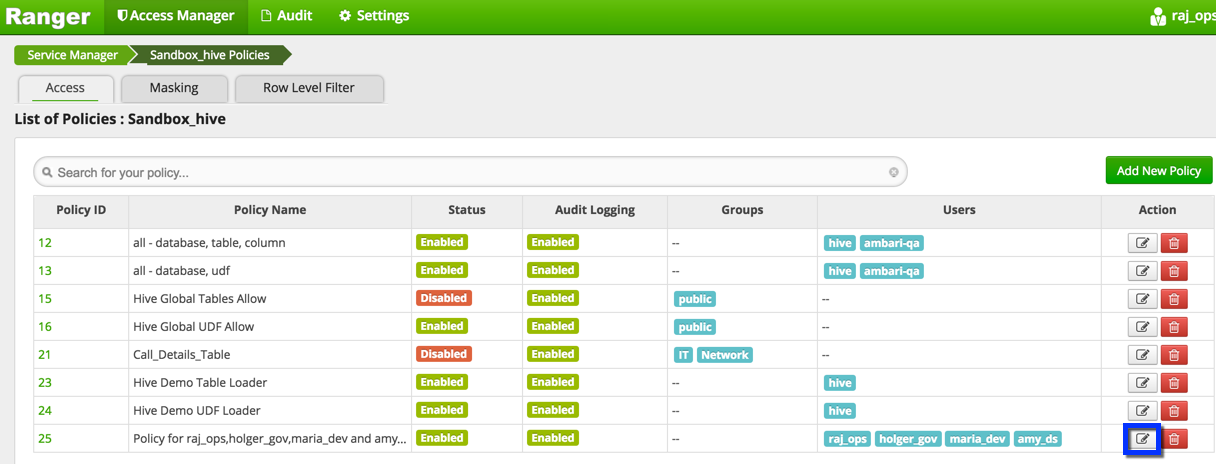 Ranger Access Manager Audit Settings raj_ops
Service Manager Sandbox_hive Policies
Access Masking Row Level Filter
List of Policies : Sandbox_hive
Search for your policy... Add New Policy
Policy ID Policy Name Status Audit Logging Groups Users Action
12 all - database, table, column Enabled Enabled -- hive ambari-qa
13 all - database, udf Enabled Enabled -- hive ambari-qa
15 Hive Global Tables Allow Disabled Enabled public --
16 Hive Global UDF Allow Enabled Enabled public --
21 Call_Details_Table Disabled Enabled IT Network --
23 Hive Demo Table Loader Enabled Enabled -- hive
24 Hive Demo UDF Loader Enabled Enabled -- hive
25 Policy for raj_ops,holger_gov,maria_dev and amy... Enabled Enabled -- raj_ops holger_gov maria_dev amy_ds